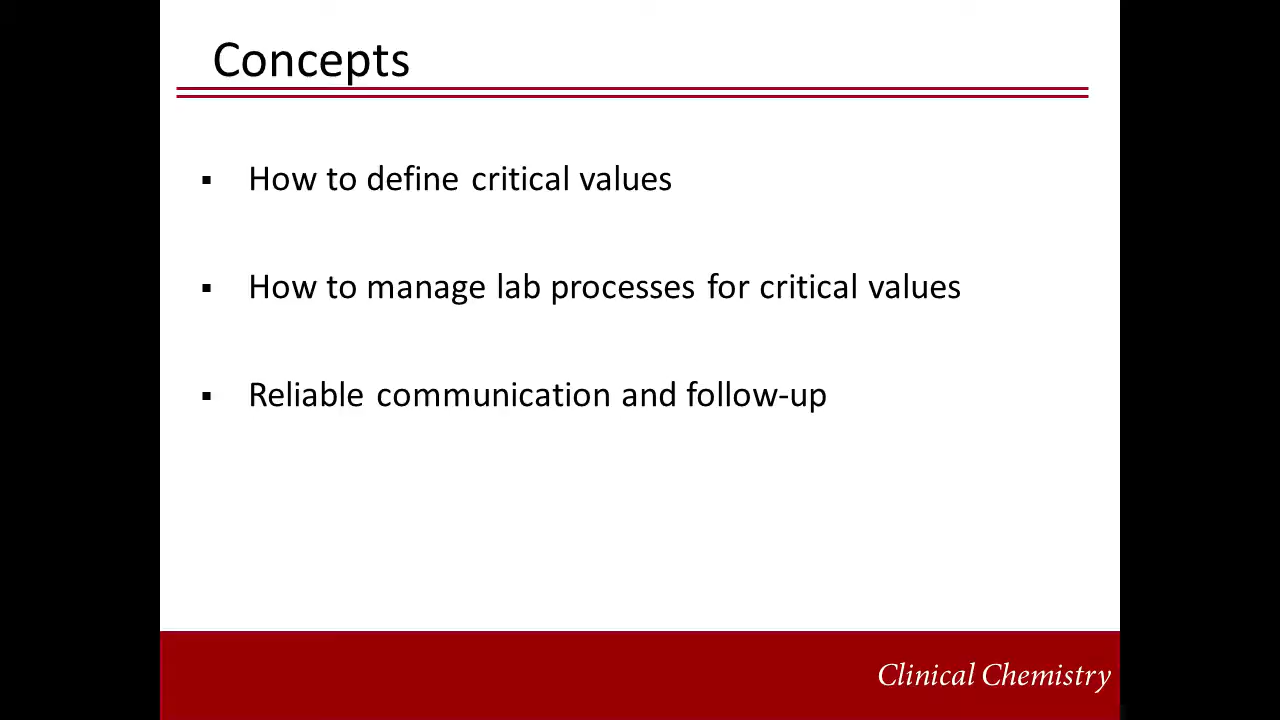 Concepts
▪ How to define critical values
▪ How to manage lab processes for critical values
▪ Reliable communication and follow-up
Clinical Chemistry